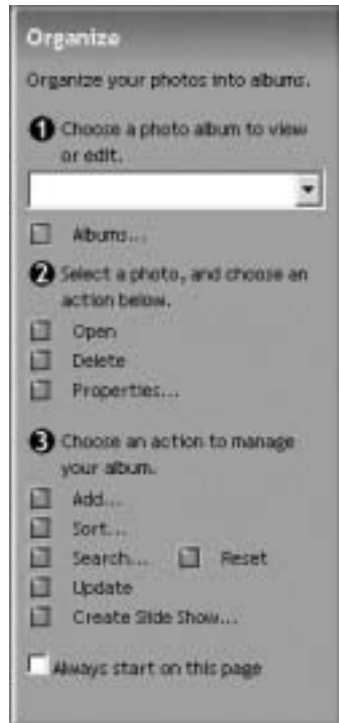 Organize
Organize your photos into albums.
1 Choose a photo album to view
or edit.
Albums...
2 Select a photo, and choose an
action below.
Open
Delete
Properties...
3 Choose an action to manage
your album.
Add...
Sort...
Search... Reset
Update
Create Slide Show...
Always start on this page